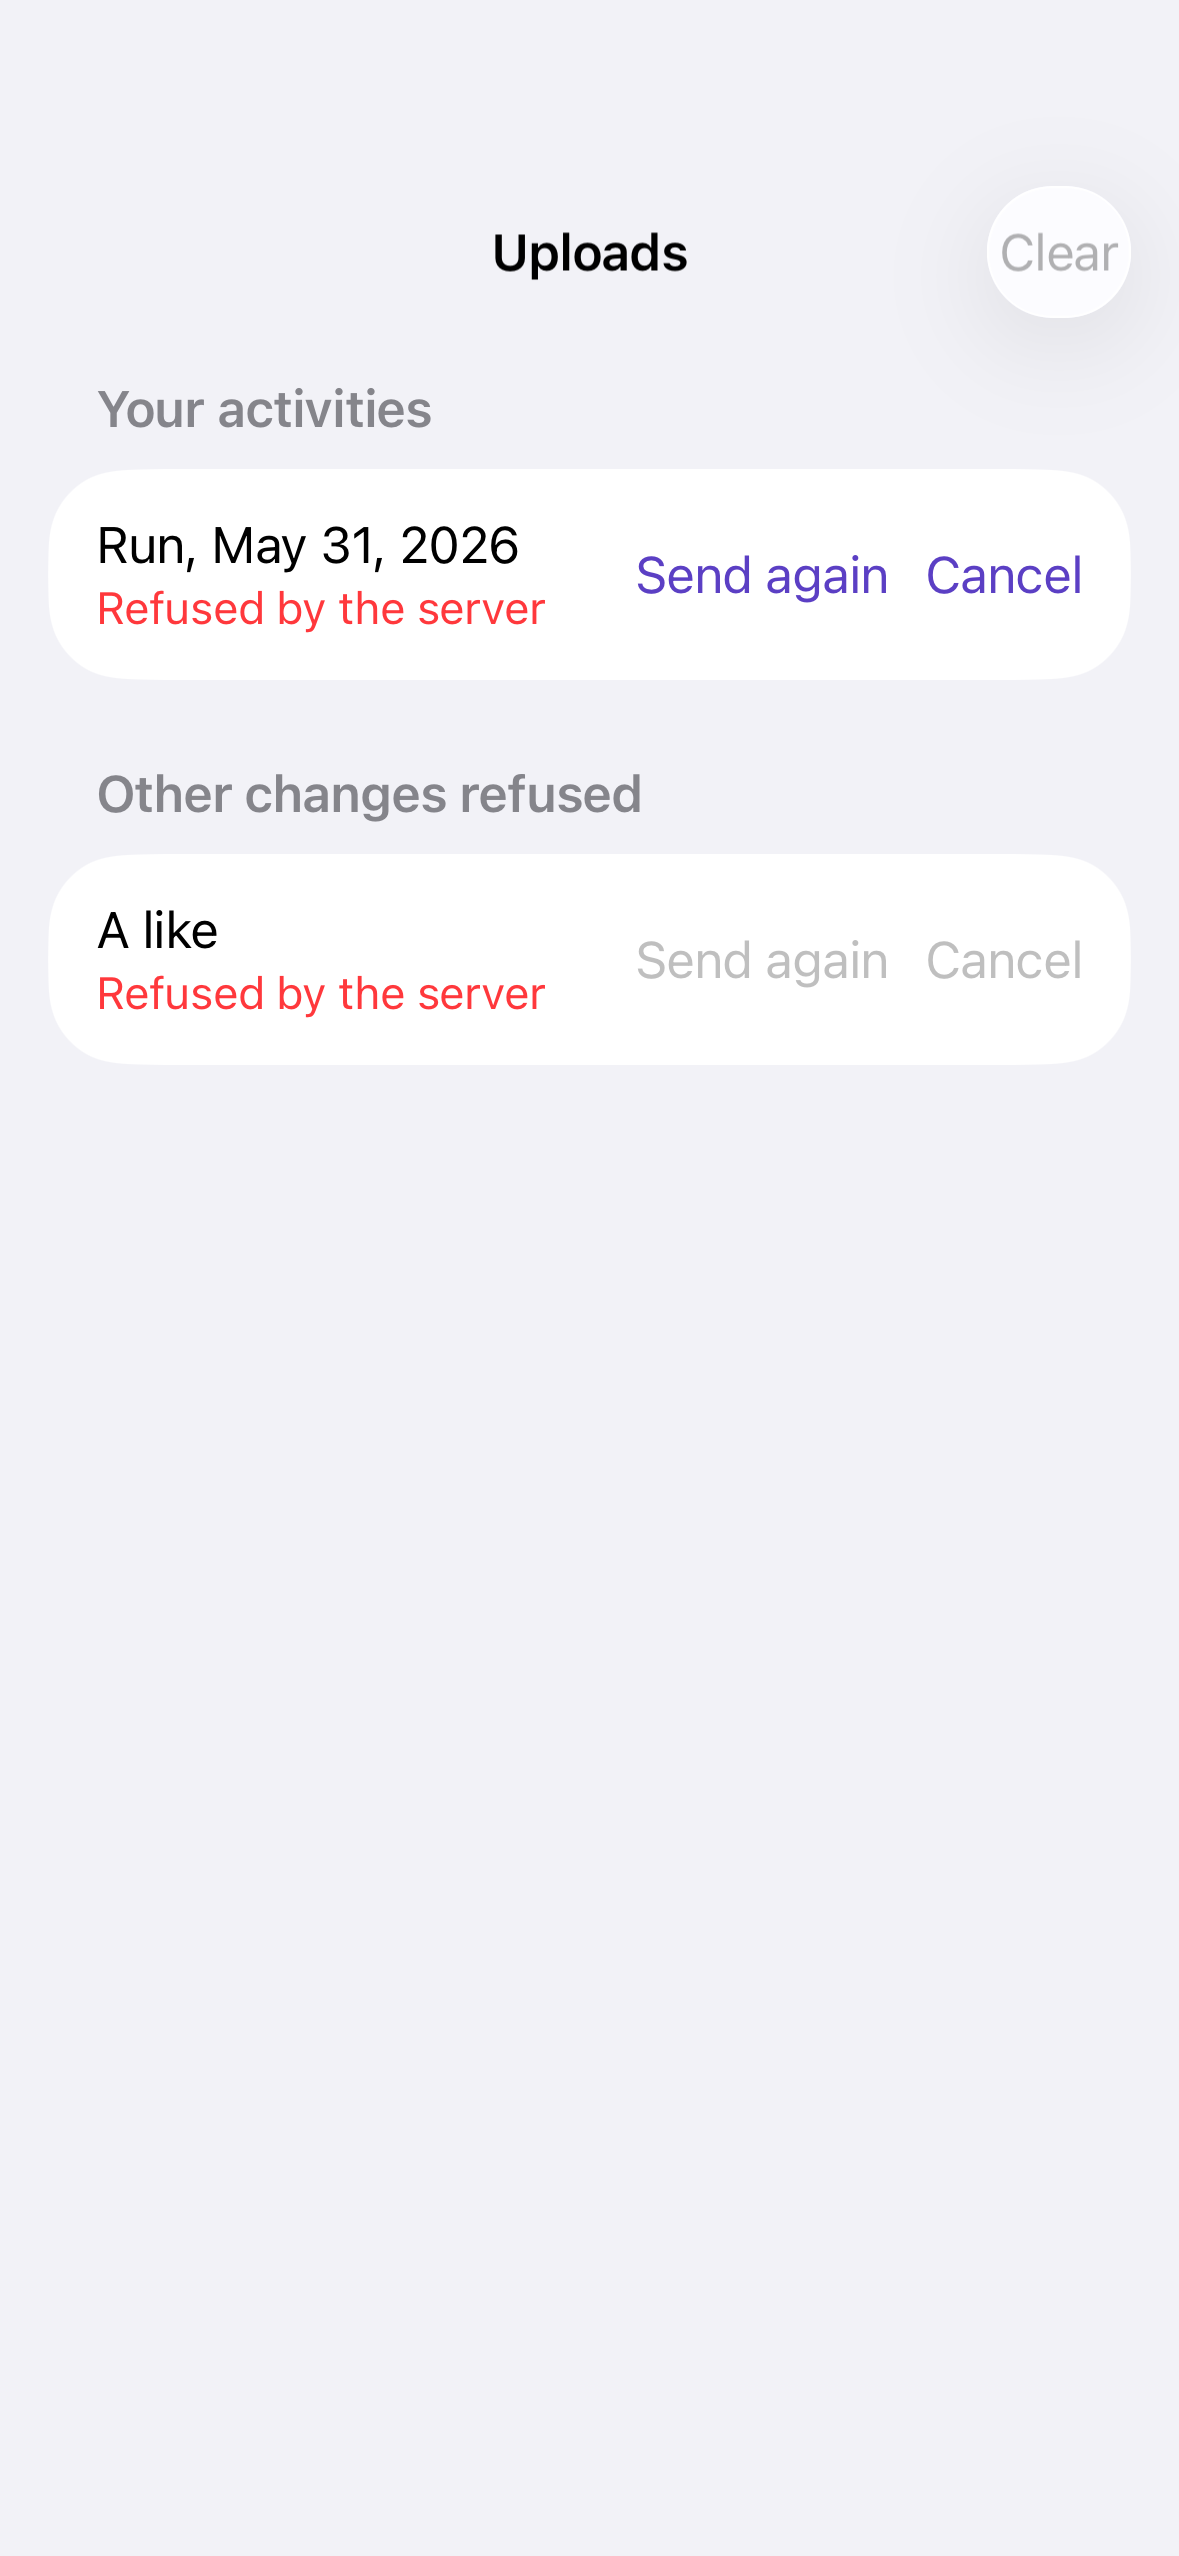 Uploads
Clear
Your activities
Run, May 31, 2026
Refused by the server
Send again
Cancel
Other changes refused
A like
Refused by the server
Send again
Cancel